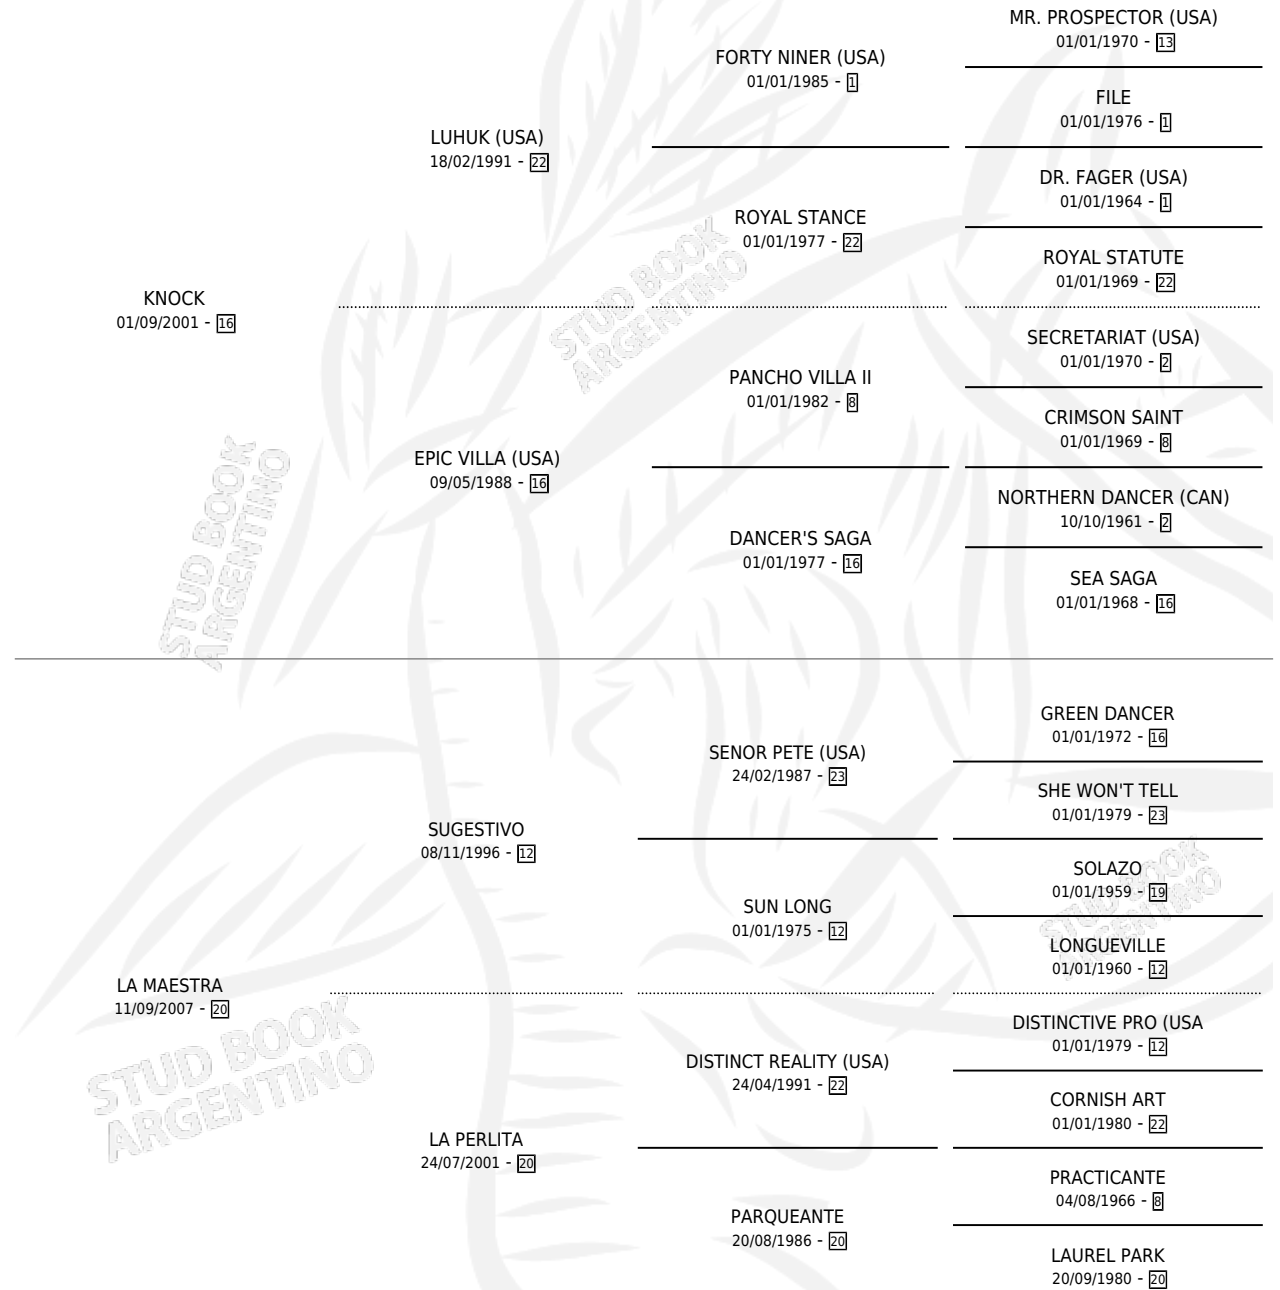 MR. PROSPECTOR (USA)
01/01/1970 - 13
FORTY NINER (USA)
01/01/1985 - 1
FILE
01/01/1976 - 1
LUHUK (USA)
18/02/1991 - 22
DR. FAGER (USA)
01/01/1964 - 1
ROYAL STANCE
01/01/1977 - 22
ROYAL STATUTE
01/01/1969 - 22
KNOCK
01/09/2001 - 16
SECRETARIAT (USA)
01/01/1970 - 2
PANCHO VILLA II
01/01/1982 - 8
CRIMSON SAINT
01/01/1969 - 8
EPIC VILLA (USA)
09/05/1988 - 16
NORTHERN DANCER (CAN)
10/10/1961 - 2
DANCER'S SAGA
01/01/1977 - 16
SEA SAGA
01/01/1968 - 16
STUD BOOK
ARGENTINO
STUD BOOK
ARGENTINO
GREEN DANCER
01/01/1972 - 16
SENOR PETE (USA)
24/02/1987 - 23
SHE WON'T TELL
01/01/1979 - 23
SUGESTIVO
08/11/1996 - 12
SOLAZO
01/01/1959 - 19
SUN LONG
01/01/1975 - 12
LONGUEVILLE
01/01/1960 - 12
STUD BOOK
ARGENTINO
LA MAESTRA
11/09/2007 - 20
DISTINCTIVE PRO (USA
01/01/1979 - 12
DISTINCT REALITY (USA)
24/04/1991 - 22
CORNISH ART
01/01/1980 - 22
STUD BOOK
ARGENTINO
LA PERLITA
24/07/2001 - 20
PRACTICANTE
04/08/1966 - 8
PARQUEANTE
20/08/1986 - 20
LAUREL PARK
20/09/1980 - 20